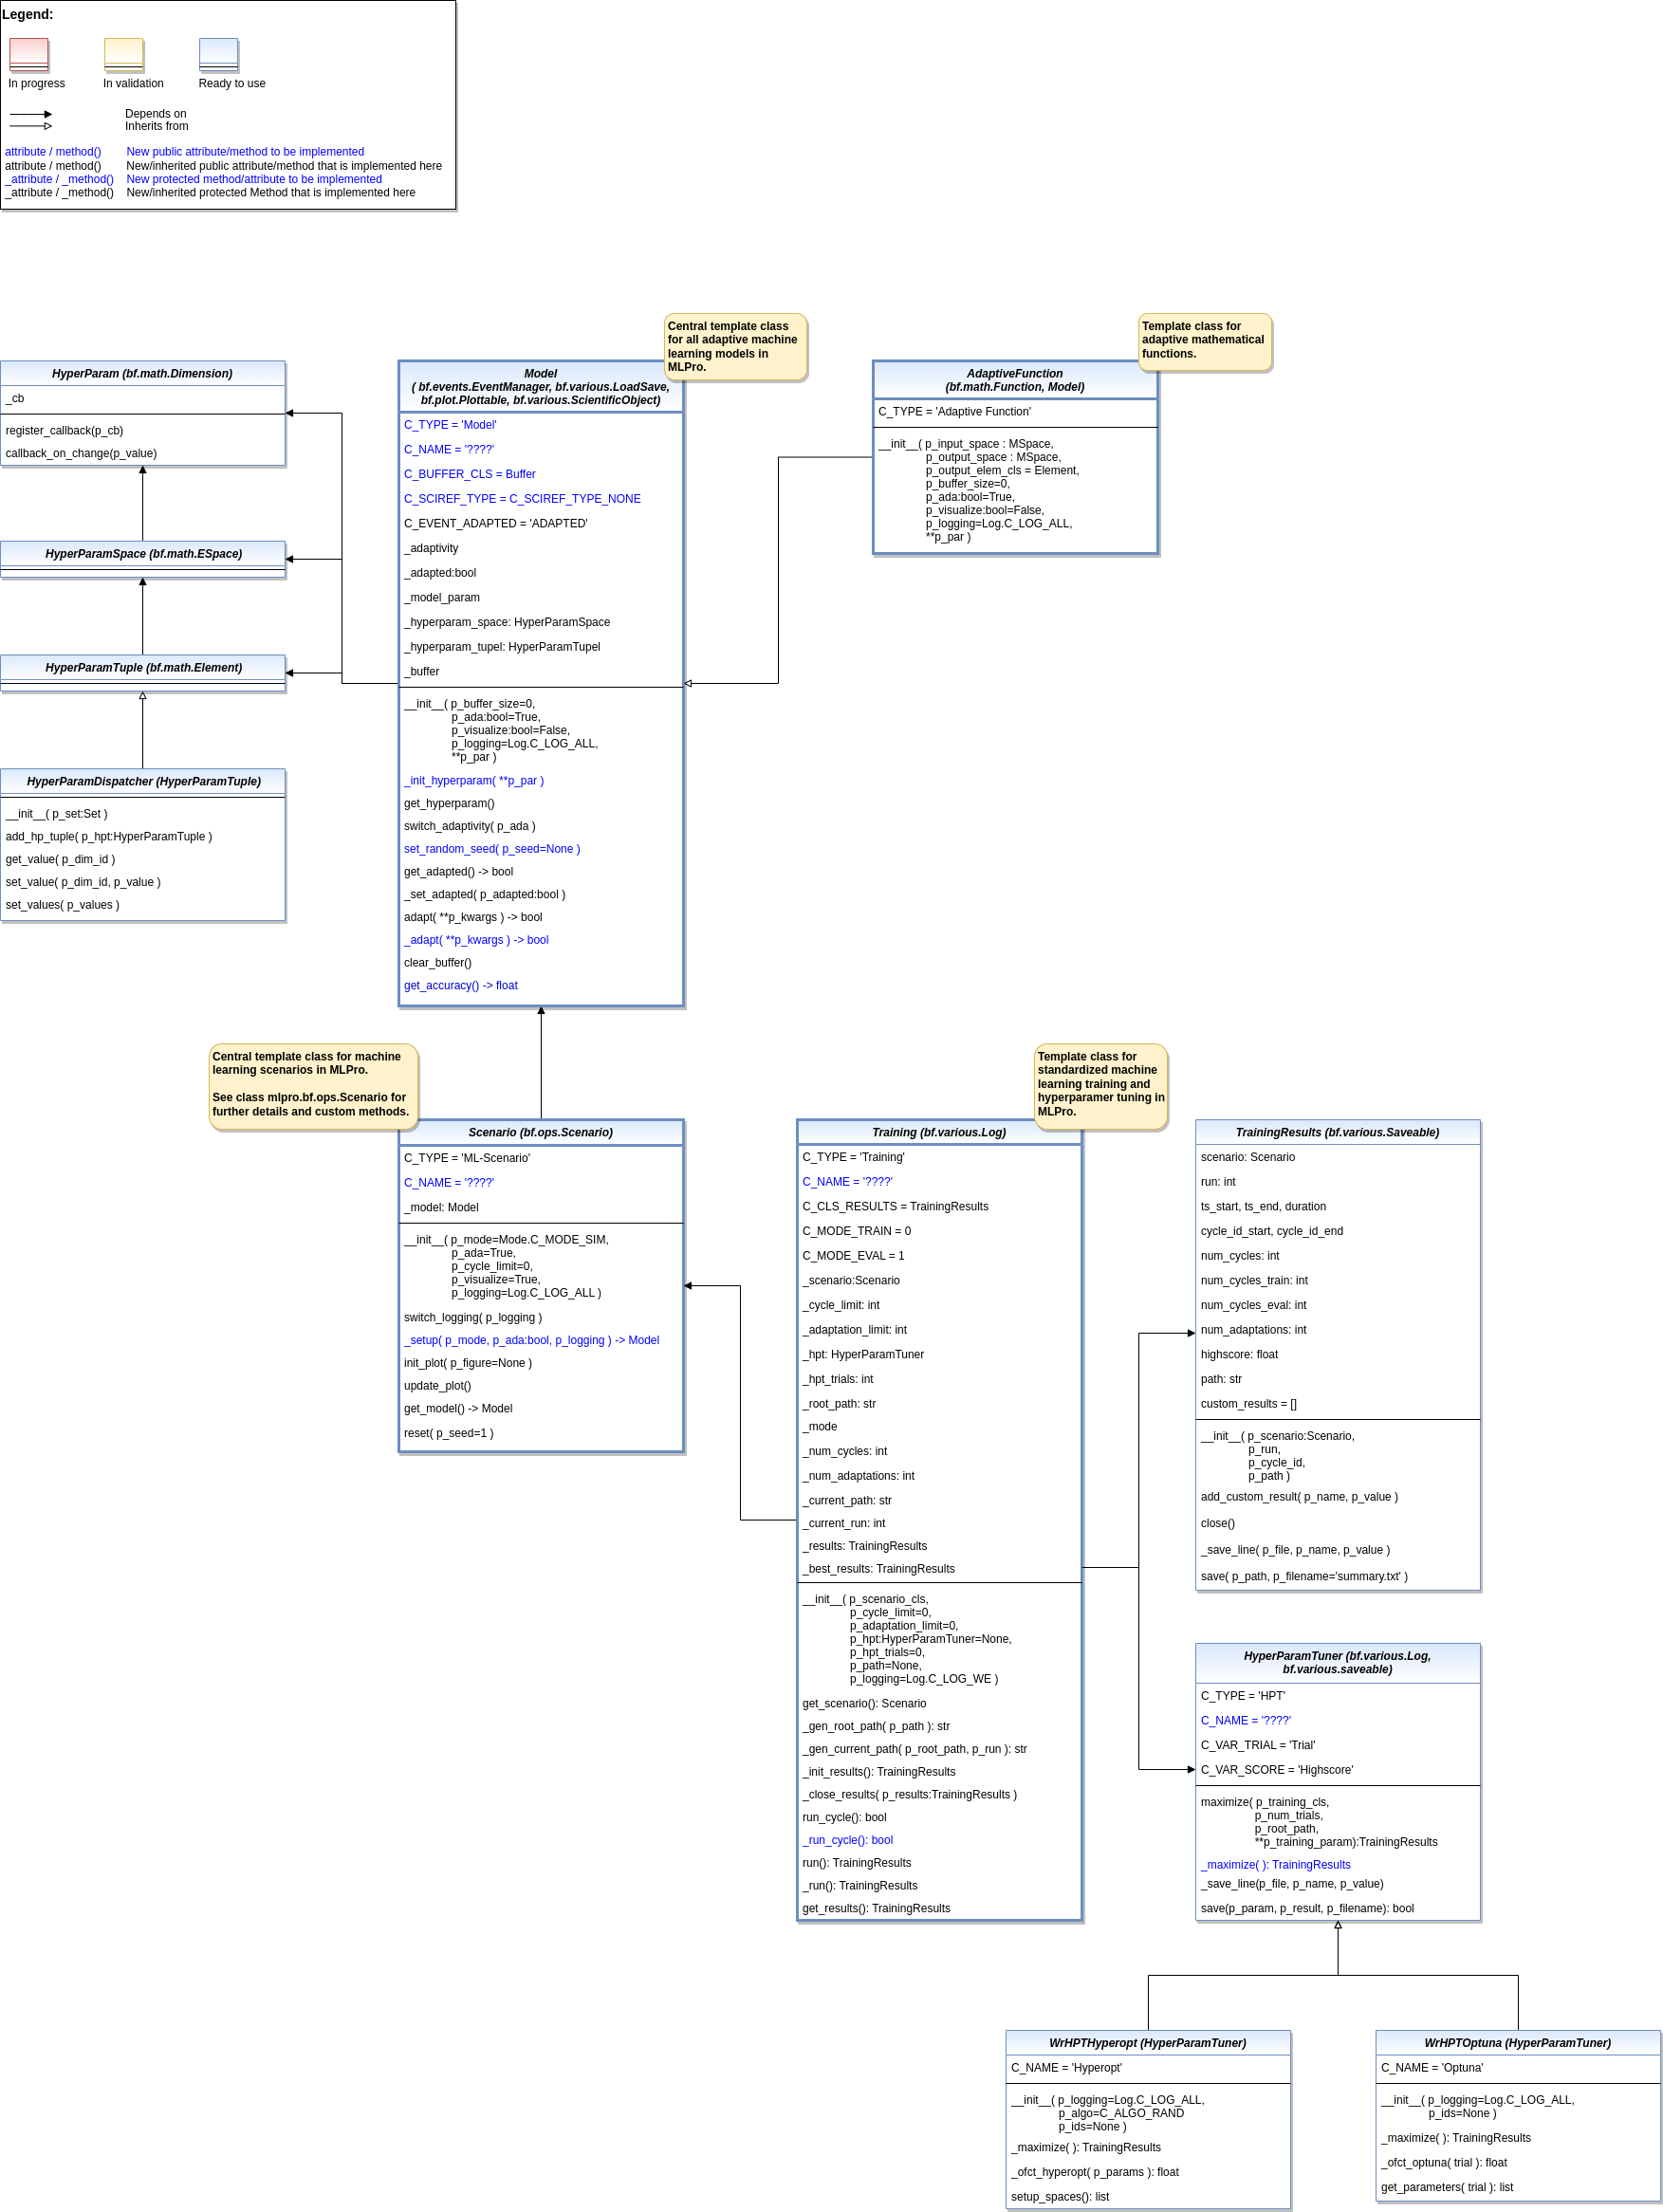 Legend:
In progress
In validation
Ready to use
Depends on
Inherits from
attribute / method() New public attribute/method to be implemented
attribute / method() New/inherited public attribute/method that is implemented here
_attribute / _method() New protected method/attribute to be implemented
_attribute / _method() New/inherited protected Method that is implemented here
HyperParam (bf.math.Dimension)
_cb
register_callback(p_cb)
callback_on_change(p_value)
HyperParamSpace (bf.math.ESpace)
HyperParamTuple (bf.math.Element)
HyperParamDispatcher (HyperParamTuple)
__init__( p_set:Set )
add_hp_tuple( p_hpt:HyperParamTuple )
get_value( p_dim_id )
set_value( p_dim_id, p_value )
set_values( p_values )
Central template class
for all adaptive machine
learning models in
MLPro.
Model
( bf.events.EventManager, bf.various.LoadSave,
bf.plot.Plottable, bf.various.ScientificObject)
C_TYPE = 'Model'
C_NAME = '????'
C_BUFFER_CLS = Buffer
C_SCIREF_TYPE = C_SCIREF_TYPE_NONE
C_EVENT_ADAPTED = 'ADAPTED'
_adaptivity
_adapted:bool
_model_param
_hyperparam_space: HyperParamSpace
_hyperparam_tupel: HyperParamTupel
_buffer
__init__( p_buffer_size=0,
p_ada:bool=True,
p_visualize:bool=False,
p_logging=Log.C_LOG_ALL,
**p_par )
_init_hyperparam( **p_par )
get_hyperparam()
switch_adaptivity( p_ada )
set_random_seed( p_seed=None )
get_adapted() -> bool
_set_adapted( p_adapted:bool )
adapt( **p_kwargs ) -> bool
_adapt( **p_kwargs ) -> bool
clear_buffer()
get_accuracy() -> float
Template class for
adaptive mathematical
functions.
AdaptiveFunction
(bf.math.Function, Model)
C_TYPE = 'Adaptive Function'
__init__( p_input_space : MSpace,
p_output_space : MSpace,
p_output_elem_cls = Element,
p_buffer_size=0,
p_ada:bool=True,
p_visualize:bool=False,
p_logging=Log.C_LOG_ALL,
**p_par )
Central template class for machine
learning scenarios in MLPro.
See class mlpro.bf.ops.Scenario for
further details and custom methods.
Scenario (bf.ops.Scenario)
C_TYPE = 'ML-Scenario'
C_NAME = '????'
_model: Model
__init__( p_mode=Mode.C_MODE_SIM,
p_ada=True,
p_cycle_limit=0,
p_visualize=True,
p_logging=Log.C_LOG_ALL )
switch_logging( p_logging )
_setup( p_mode, p_ada:bool, p_logging ) -> Model
init_plot( p_figure=None )
update_plot()
get_model() -> Model
reset( p_seed=1 )
Template class for
standardized machine
learning training and
hyperparamer tuning in
MLPro.
Training (bf.various.Log)
C_TYPE = 'Training'
C_NAME = '????'
C_CLS_RESULTS = TrainingResults
C_MODE_TRAIN = 0
C_MODE_EVAL = 1
_scenario:Scenario
_cycle_limit: int
_adaptation_limit: int
_hpt: HyperParamTuner
_hpt_trials: int
_root_path: str
_mode
_num_cycles: int
_num_adaptations: int
_current_path: str
_current_run: int
_results: TrainingResults
_best_results: TrainingResults
__init__( p_scenario_cls,
p_cycle_limit=0,
p_adaptation_limit=0,
p_hpt:HyperParamTuner=None,
p_hpt_trials=0,
p_path=None,
p_logging=Log.C_LOG_WE )
get_scenario(): Scenario
_gen_root_path( p_path ): str
_gen_current_path( p_root_path, p_run ): str
_init_results(): TrainingResults
_close_results( p_results:TrainingResults )
run_cycle(): bool
_run_cycle(): bool
run(): TrainingResults
_run(): TrainingResults
get_results(): TrainingResults
TrainingResults (bf.various.Saveable)
scenario: Scenario
run: int
ts_start, ts_end, duration
cycle_id_start, cycle_id_end
num_cycles: int
num_cycles_train: int
num_cycles_eval: int
num_adaptations: int
highscore: float
path: str
custom_results = []
__init__( p_scenario:Scenario,
p_run,
p_cycle_id,
p_path )
add_custom_result( p_name, p_value )
close()
_save_line( p_file, p_name, p_value )
save( p_path, p_filename='summary.txt' )
HyperParamTuner (bf.various.Log,
bf.various.saveable)
C_TYPE = 'HPT'
C_NAME = '????'
C_VAR_TRIAL = 'Trial'
C_VAR_SCORE = 'Highscore'
maximize( p_training_cls,
p_num_trials,
p_root_path,
**p_training_param):TrainingResults
_maximize( ): TrainingResults
_save_line(p_file, p_name, p_value)
save(p_param, p_result, p_filename): bool
WrHPTHyperopt (HyperParamTuner)
C_NAME = 'Hyperopt'
__init__( p_logging=Log.C_LOG_ALL,
p_algo=C_ALGO_RAND
p_ids=None )
_maximize( ): TrainingResults
_ofct_hyperopt( p_params ): float
setup_spaces(): list
WrHPTOptuna (HyperParamTuner)
C_NAME = 'Optuna'
__init__( p_logging=Log.C_LOG_ALL,
p_ids=None )
_maximize( ): TrainingResults
_ofct_optuna( trial ): float
get_parameters( trial ): list